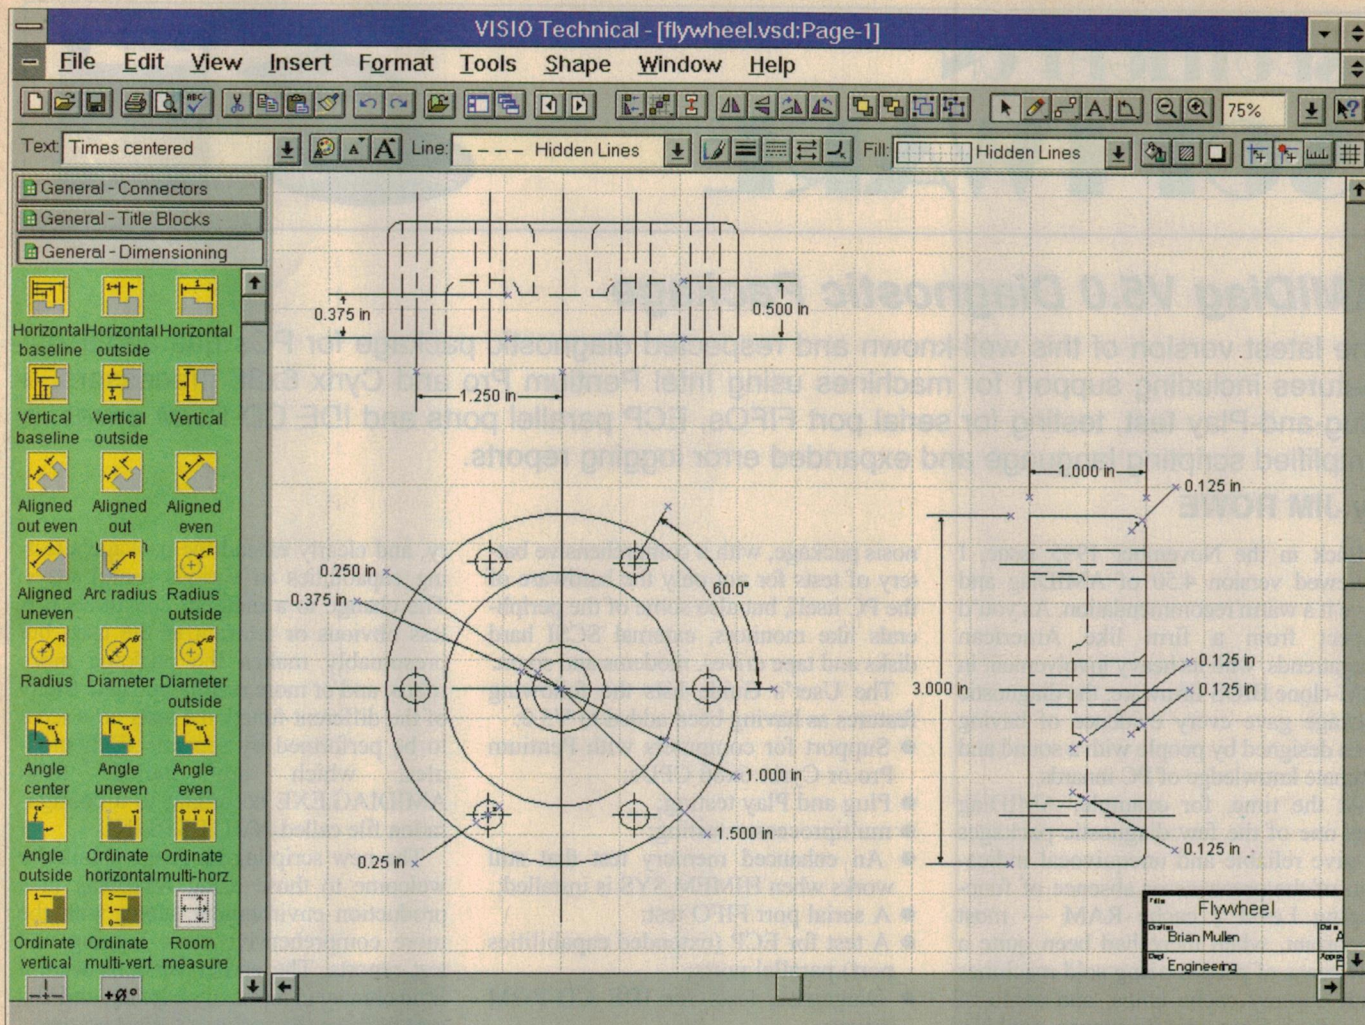 VISIO Technical - [flywheel.vsd:Page-1]
File Edit View Insert Format Tools Shape Window Help
ABC
A
75%
?
Text: Times centered
A A
Line: Hidden Lines
Fill: Hidden Lines
General - Connectors
General - Title Blocks
General - Dimensioning
Horizontal baseline
Horizontal outside
Horizontal
Vertical baseline
Vertical outside
Vertical
Aligned out even
Aligned out
Aligned even
Aligned uneven
Arc radius
Radius outside
Radius
Diameter
Diameter outside
Angle center
Angle uneven
Angle even
Angle outside
Ordinate horizontal
Ordinate multi-horz.
Ordinate vertical
Ordinate multi-vert.
Room measure
0.375 in
0.500 in
1.250 in
1.000 in
0.125 in
0.250 in
0.375 in
60.0°
3.000 in
0.125 in
0.125 in
1.000 in
1.500 in
0.25 in
0.125 in
Title
Flywheel
Brian Mullen
Dept
Engineering